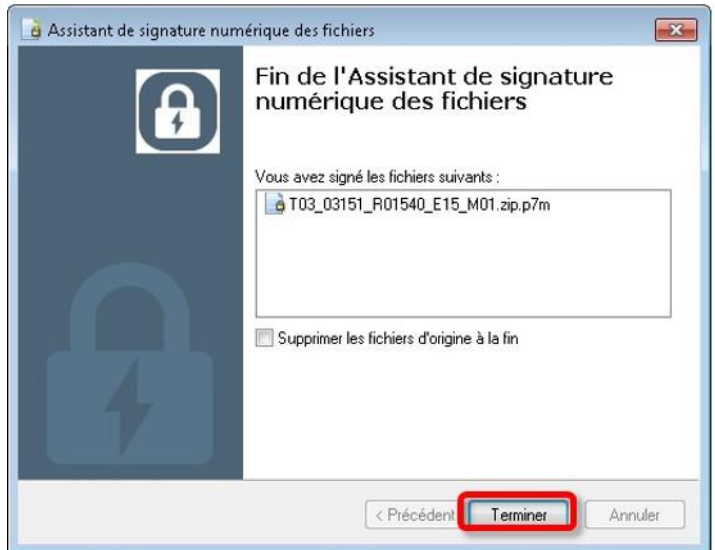 Assistant de signature numérique des fichiers
Fin de l'Assistant de signature
numérique des fichiers
Vous avez signé les fichiers suivants :
T03_03151_R01540_E15_M01.zip.p7m
Supprimer les fichiers d'origine à la fin
< Précédent
Terminer
Annuler